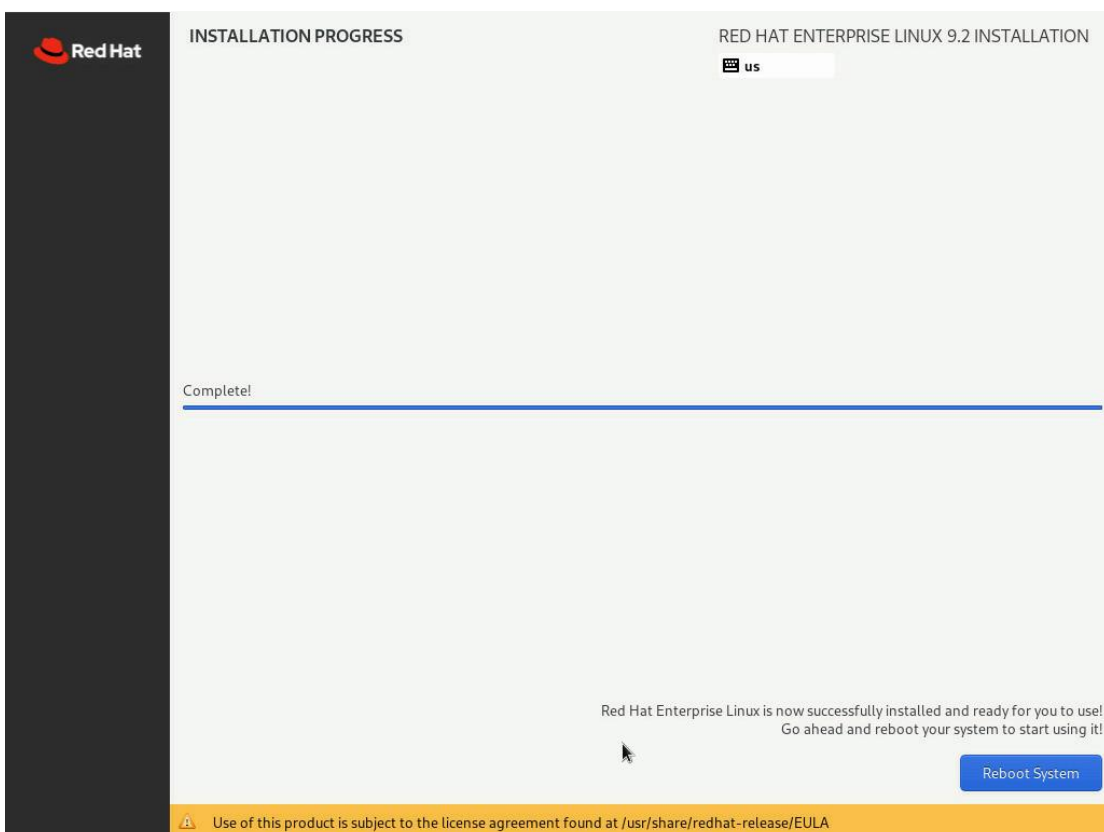 Red Hat
INSTALLATION PROGRESS
RED HAT ENTERPRISE LINUX 9.2 INSTALLATION
us
Complete!
Red Hat Enterprise Linux is now successfully installed and ready for you to use!
Go ahead and reboot your system to start using it!
Reboot System
Use of this product is subject to the license agreement found at /usr/share/redhat-release/EULA